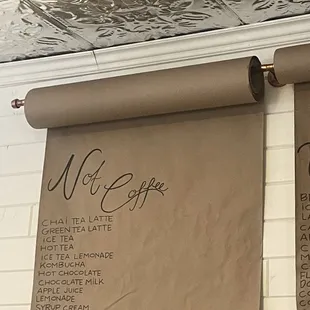 Not Coffee
CHAI TEA LATTE
GREEN TEA LATTE
ICE TEA
HOT TEA
ICE TEA LEMONADE
KOMBUCHA
HOT CHOCOLATE
CHOCOLATE MILK
APPLE JUICE
LEMONADE
SYRUP CREAM